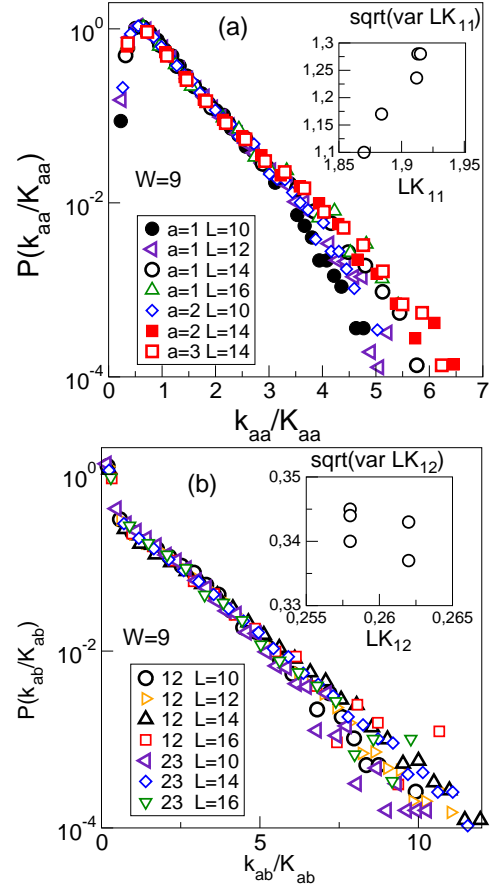 (a)
sqrt(var LK11)
1,3
1,25
1,2
1,15
1,1
1,85 1,9 1,95
LK11
10^0
10^-2
10^-4
P(kaa/Kaa)
W=9
a=1 L=10
a=1 L=12
a=1 L=14
a=1 L=16
a=2 L=10
a=2 L=14
a=3 L=14
0 1 2 3 4 5 6 7
kaa/Kaa
(b)
sqrt(var LK12)
0,35
0,345
0,34
0,335
0,33
0,255 0,26 0,265
LK12
10^0
10^-2
10^-4
P(kab/Kab)
W=9
12 L=10
12 L=12
12 L=14
12 L=16
23 L=10
23 L=14
23 L=16
0 5 10
kab/Kab